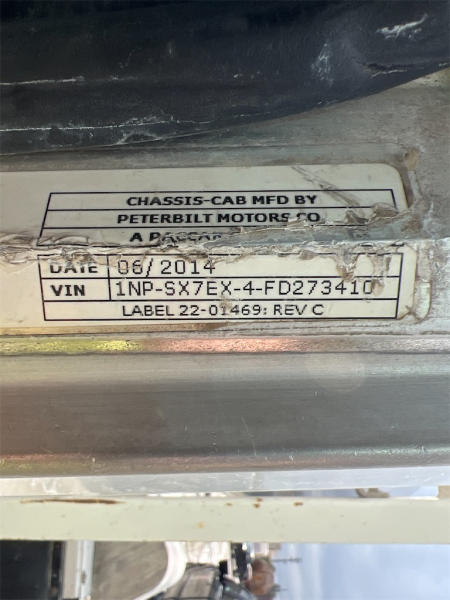 CHASSIS-CAB MFD BY
PETERBILT MOTORS CO
A PACCAR
DATE 06/2014
VIN 1NP-SX7EX-4-FD273410
LABEL 22-01469: REV C